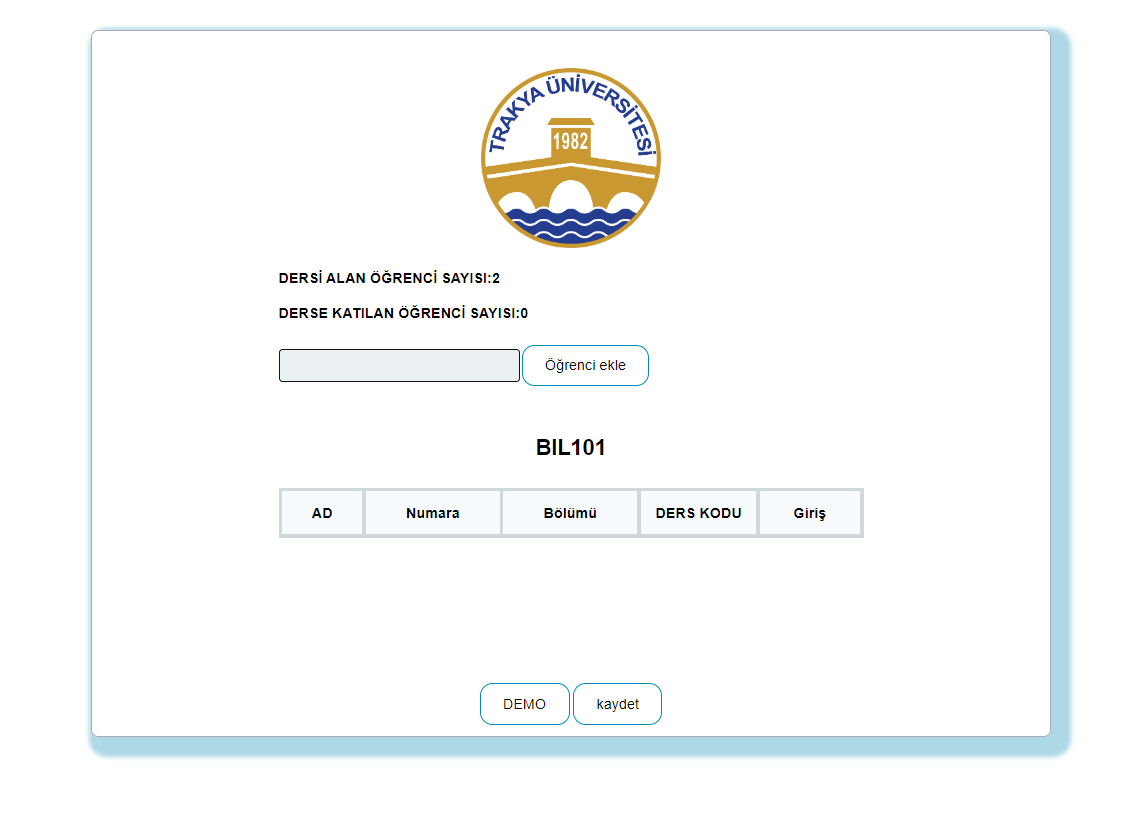 TRAKYA ÜNİVERSİTESİ
1982
DERSİ ALAN ÖĞRENCİ SAYISI:2
DERSE KATILAN ÖĞRENCİ SAYISI:0
Öğrenci ekle
BIL101
AD Numara Bölümü DERS KODU Giriş
DEMO kaydet